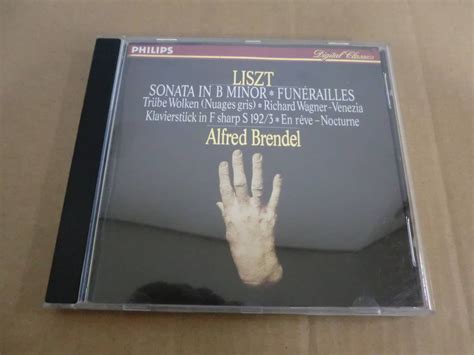 PHILIPS
Digital Classics
LISZT
SONATA IN B MINOR * FUNÉRAILLES
Trübe Wolken (Nuages gris) * Richard Wagner - Venezia
Klavierstück in F sharp S 192/3 * En rêve – Nocturne
Alfred Brendel